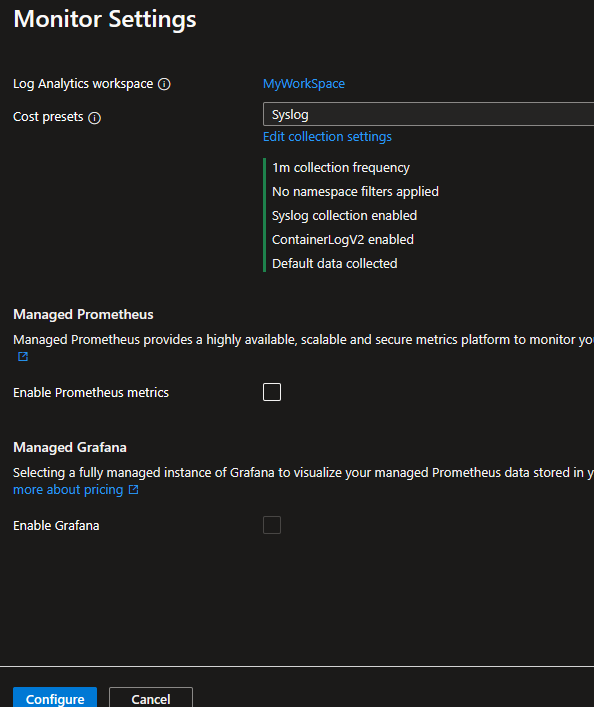 Monitor Settings
Log Analytics workspace MyWorkSpace
Cost presets Syslog
Edit collection settings
1m collection frequency
No namespace filters applied
Syslog collection enabled
ContainerLogV2 enabled
Default data collected
Managed Prometheus
Managed Prometheus provides a highly available, scalable and secure metrics platform to monitor
Enable Prometheus metrics
Managed Grafana
Selecting a fully managed instance of Grafana to visualize your managed Prometheus data stored in
more about pricing
Enable Grafana
Configure Cancel